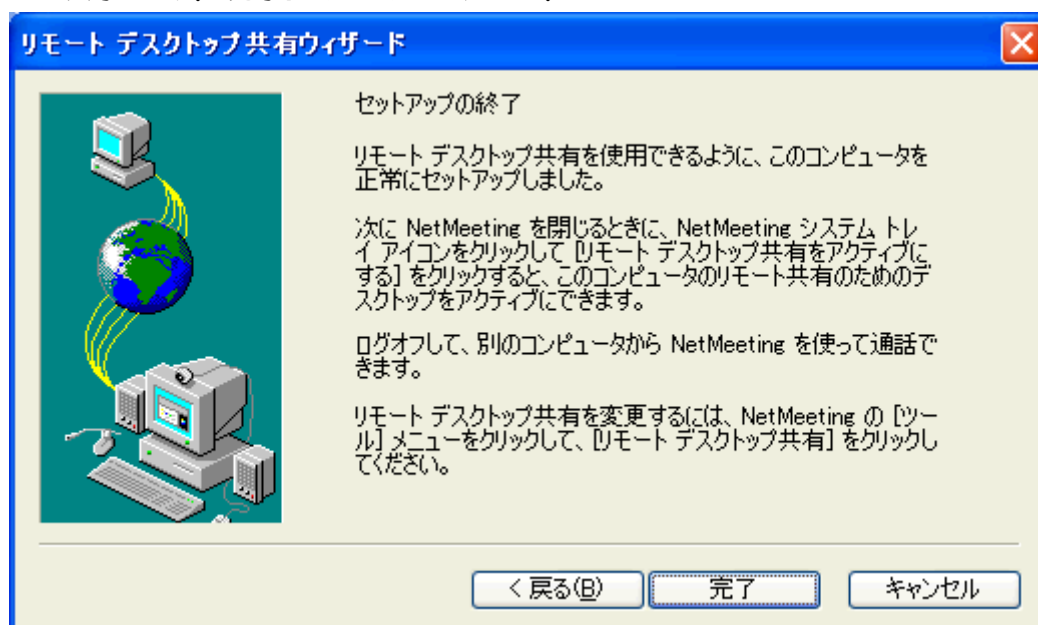 リモート デスクトップ共有ウィザード
セットアップの終了
リモート デスクトップ共有を使用できるように、このコンピュータを
正常にセットアップしました。
次に NetMeeting を閉じるときに、NetMeeting システム トレ
イ アイコンをクリックして [リモート デスクトップ共有をアクティブに
する] をクリックすると、このコンピュータのリモート共有のためのデ
スクトップをアクティブにできます。
ログオフして、別のコンピュータから NetMeeting を使って通話で
きます。
リモート デスクトップ共有を変更するには、NetMeeting の [ツー
ル] メニューをクリックして、[リモート デスクトップ共有] をクリックし
てください。
< 戻る(B)
完了
キャンセル